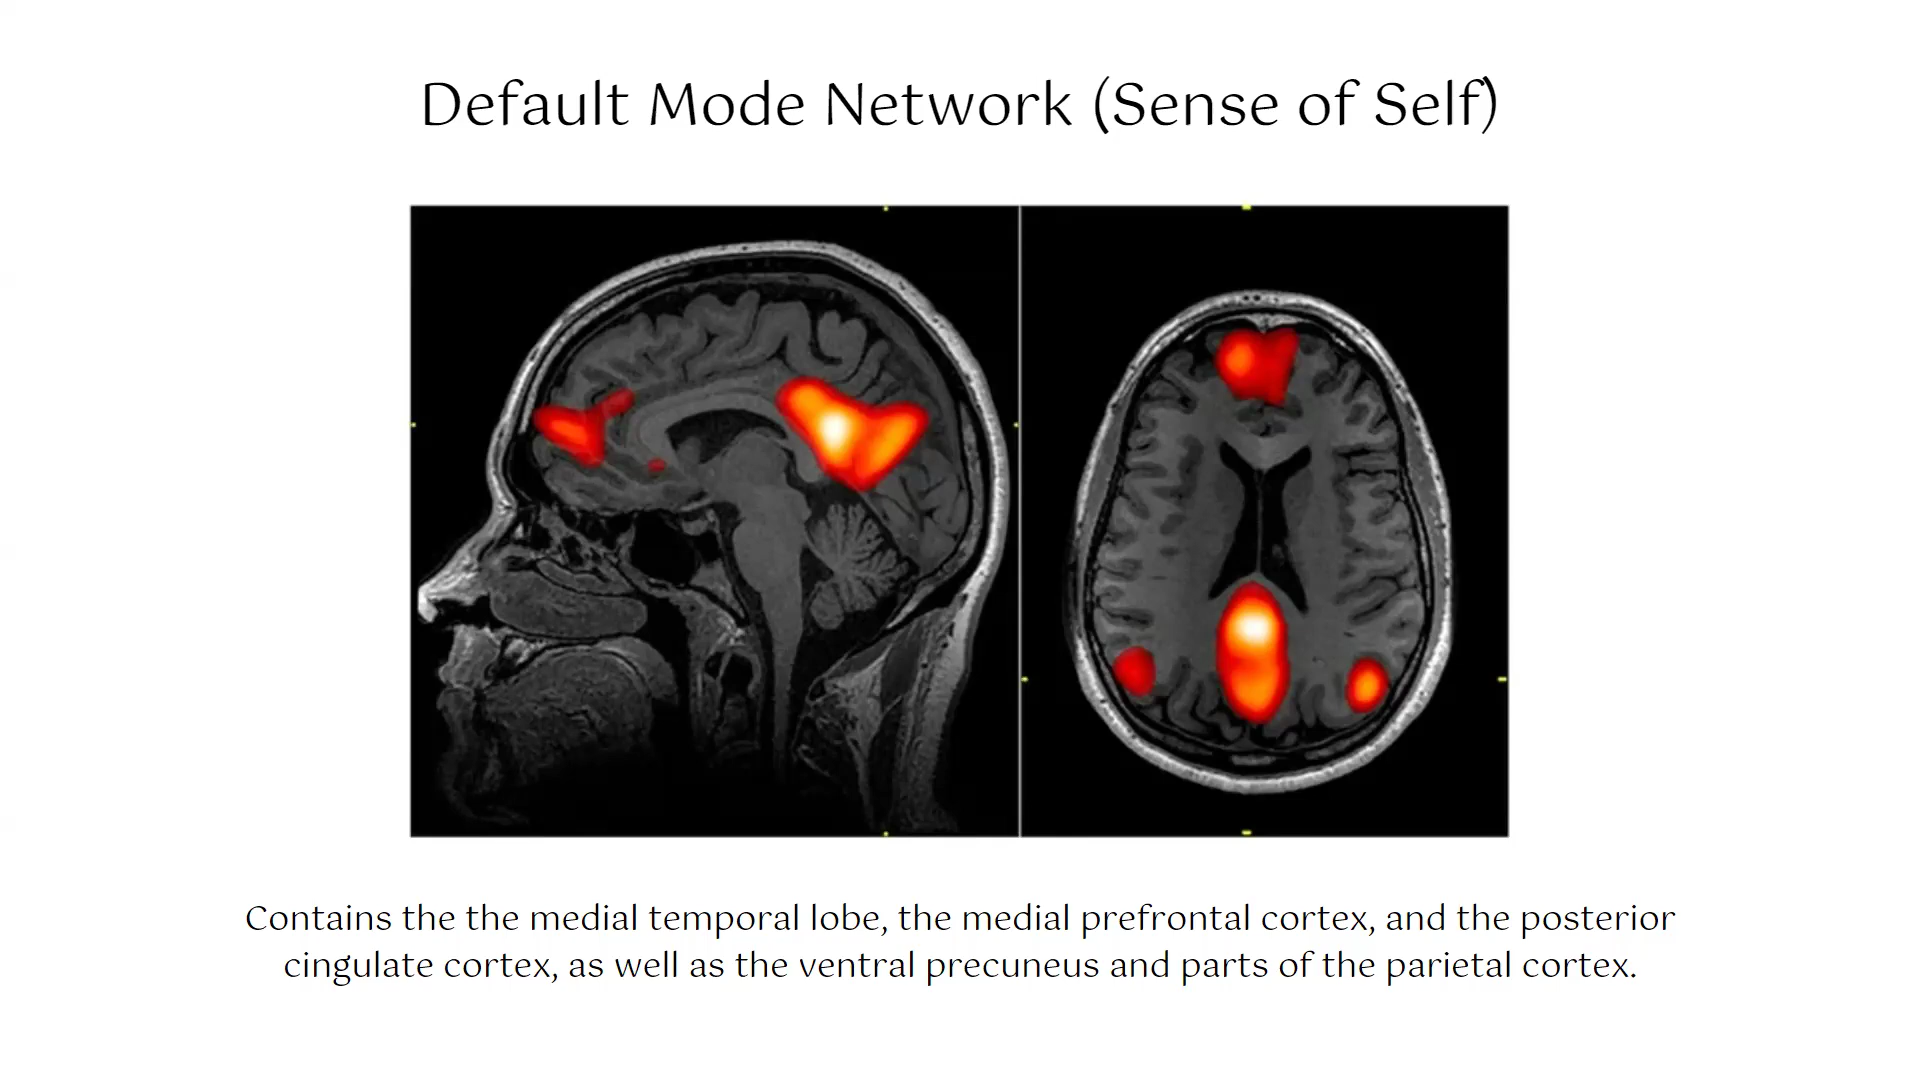 Default Mode Network (Sense of Self)
Contains the the medial temporal lobe, the medial prefrontal cortex, and the posterior
cingulate cortex, as well as the ventral precuneus and parts of the parietal cortex.